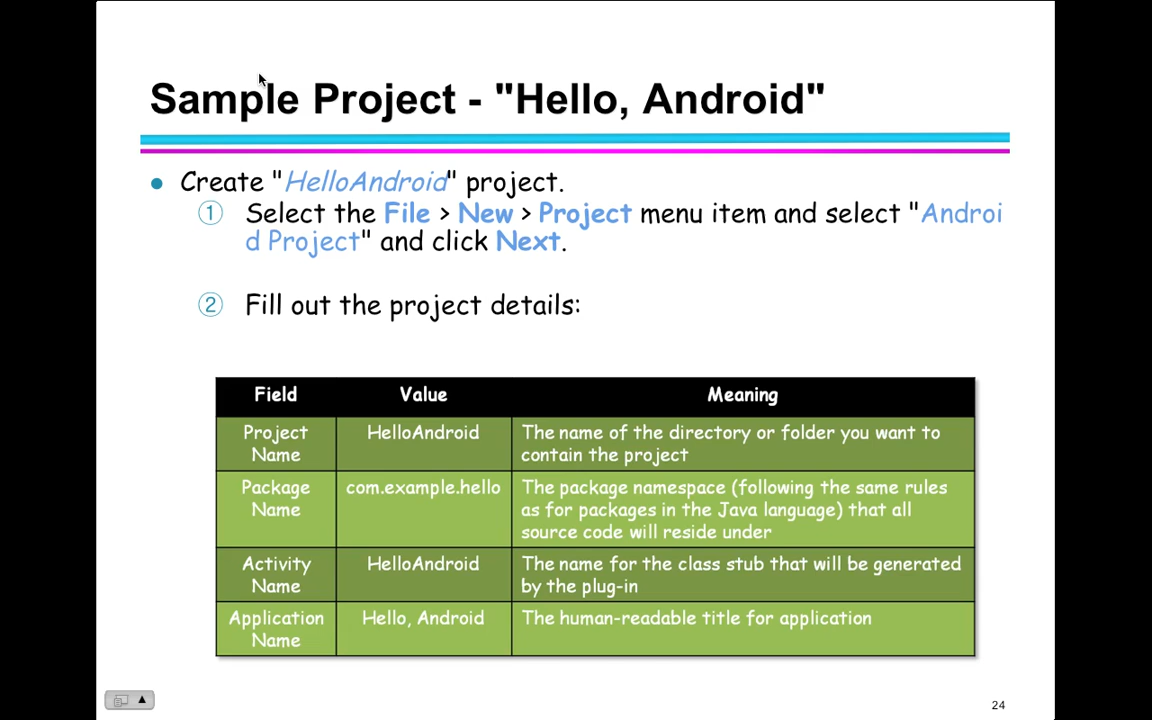 Sample Project - "Hello, Android"
● Create "HelloAndroid" project.
① Select the File > New > Project menu item and select "Androi
d Project" and click Next.
② Fill out the project details:
Field Value Meaning
Project HelloAndroid The name of the directory or folder you want to
Name contain the project
Package com.example.hello The package namespace (following the same rules
Name as for packages in the Java language) that all
source code will reside under
Activity HelloAndroid The name for the class stub that will be generated
Name by the plug-in
Application Hello, Android The human-readable title for application
Name
24